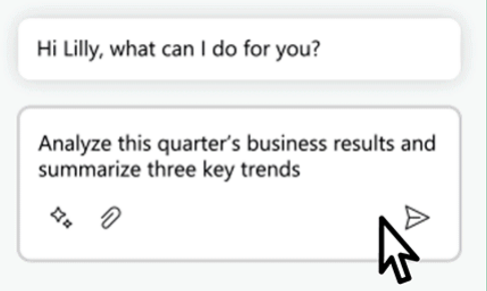 Hi Lilly, what can I do for you?
Analyze this quarter's business results and
summarize three key trends